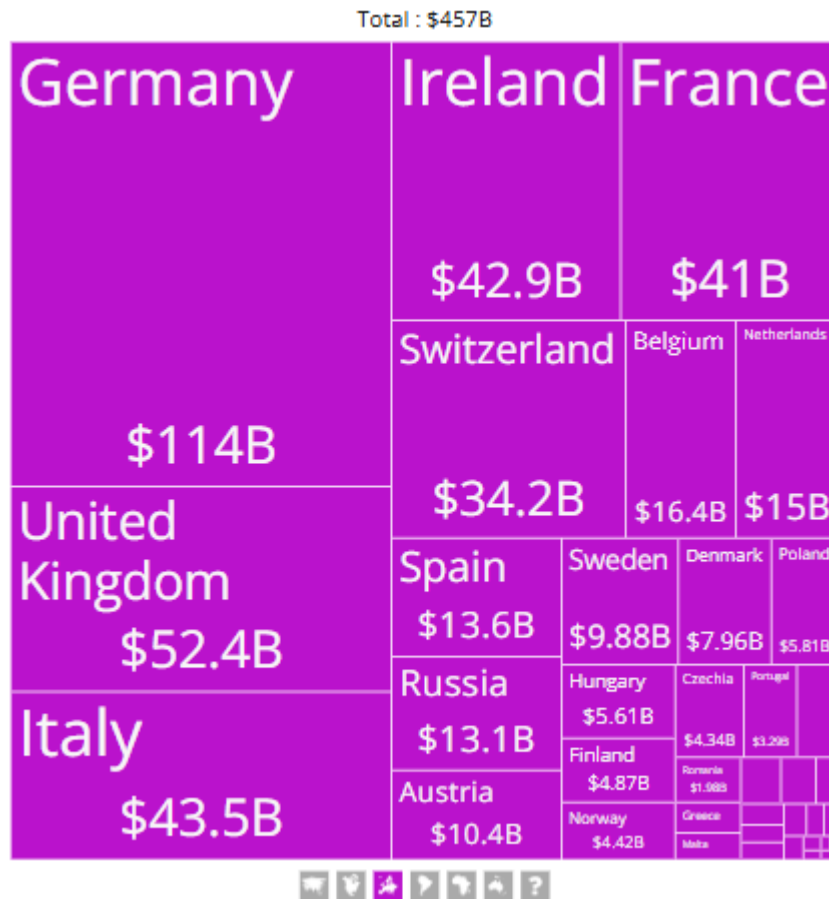 Total : $457B
Germany
$114B
United
Kingdom
$52.4B
Italy
$43.5B
Ireland
$42.9B
France
$41B
Switzerland
$34.2B
Belgium
$16.4B
Netherlands
$15B
Spain
$13.6B
Russia
$13.1B
Austria
$10.4B
Sweden
$9.88B
Denmark
$7.96B
Poland
$5.81B
Hungary
$5.61B
Finland
$4.87B
Norway
$4.42B
Czechia
$4.34B
Portugal
$3.29B
Romania
$1.98B
Greece
Malta
?